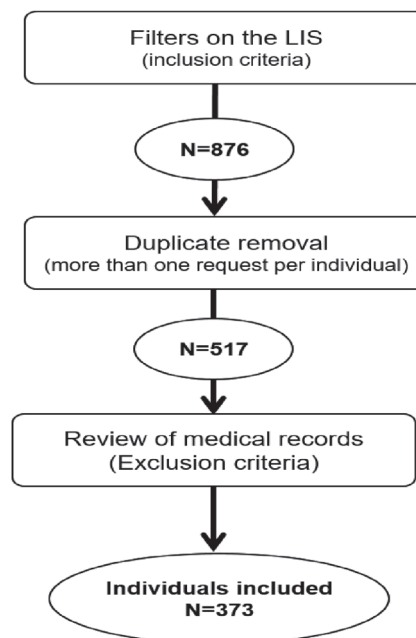 Filters on the LIS
(inclusion criteria)
N=876
Duplicate removal
(more than one request per individual)
N=517
Review of medical records
(Exclusion criteria)
Individuals included
N=373